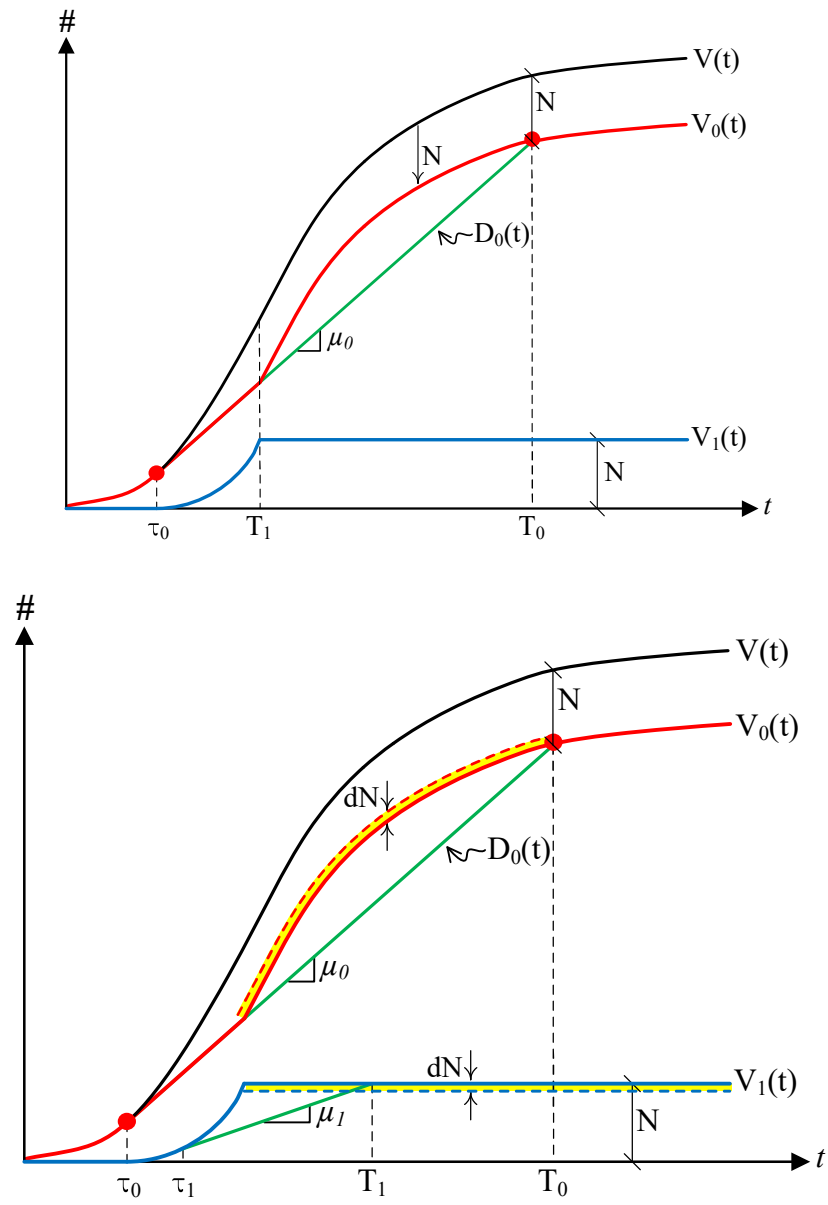 #
V(t)
N
V₀(t)
N
D₀(t)
μ₀
V₁(t)
N
t
τ₀
T₁
T₀
#
V(t)
N
V₀(t)
dN
D₀(t)
μ₀
dN
V₁(t)
μ₁
N
t
τ₀
τ₁
T₁
T₀